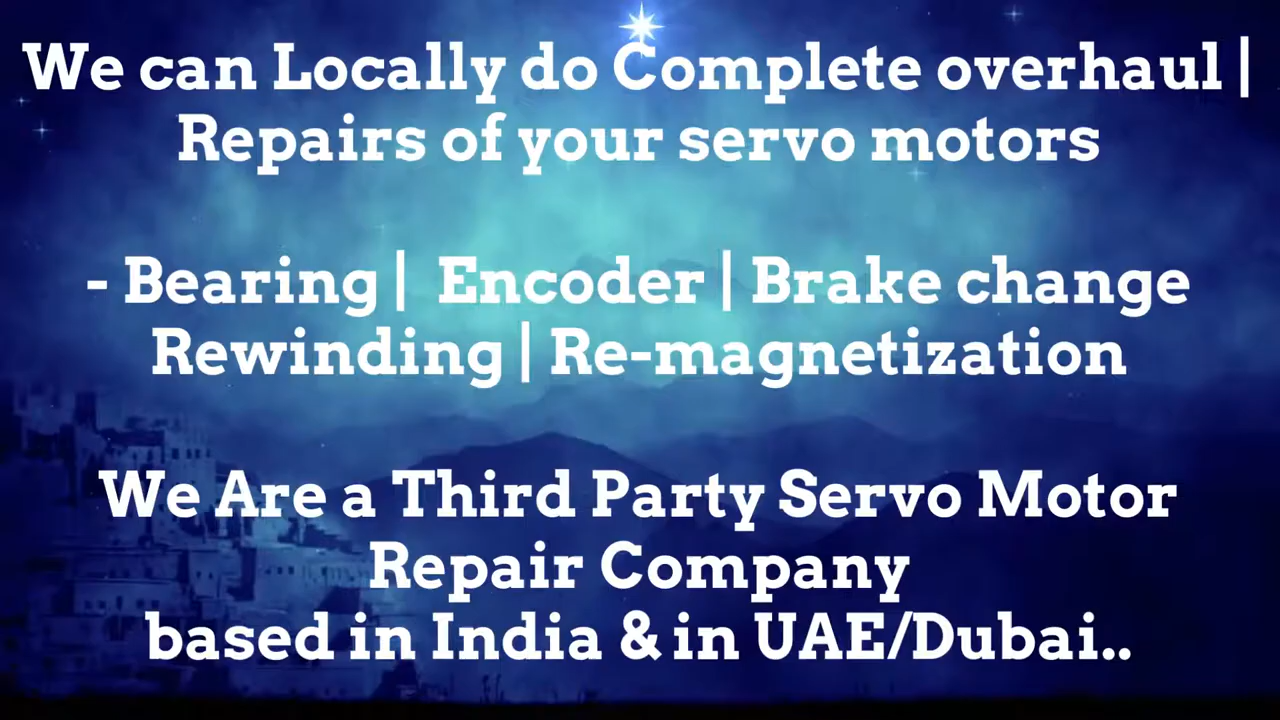 We can Locally do Complete overhaul |
Repairs of your servo motors
- Bearing | Encoder | Brake change
Rewinding | Re-magnetization
We Are a Third Party Servo Motor
Repair Company
based in India & in UAE/Dubai..